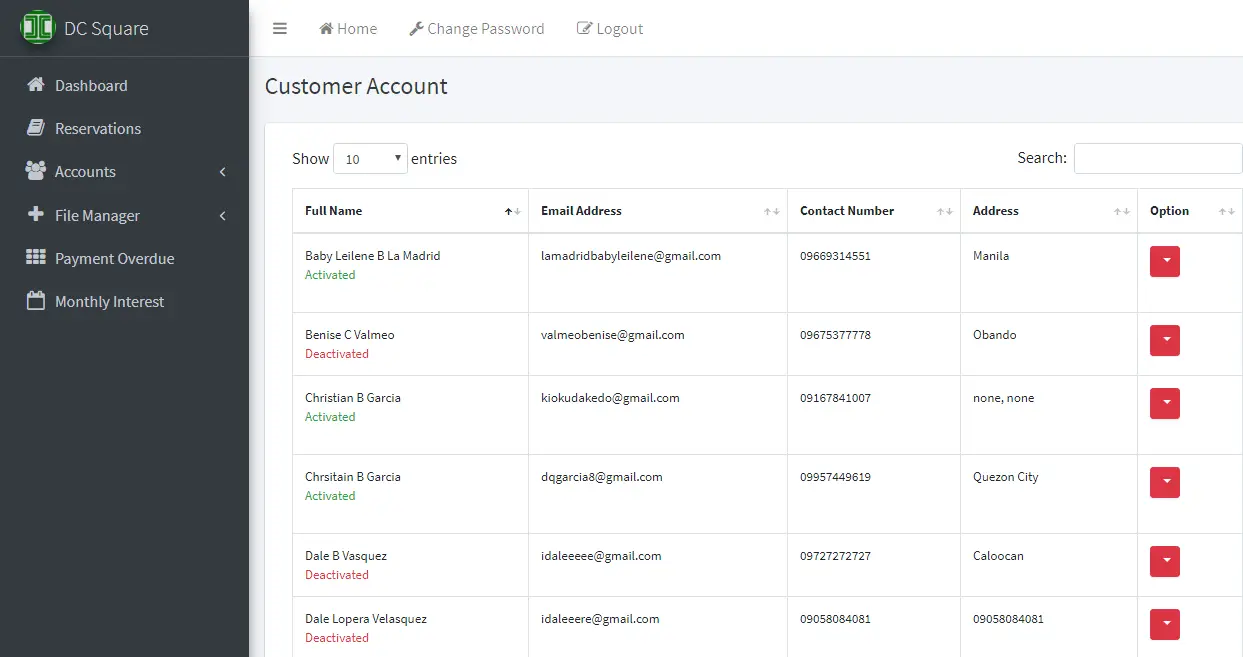 DC Square
Home Change Password Logout
Dashboard
Reservations
Accounts
File Manager
Payment Overdue
Monthly Interest
Customer Account
Show 10 entries Search:
Full Name Email Address Contact Number Address Option
Baby Leilene B La Madrid lamadridbabyleilene@gmail.com 09669314551 Manila
Activated
Benise C Valmeo valmeobenise@gmail.com 09675377778 Obando
Deactivated
Christian B Garcia kiokudakedo@gmail.com 09167841007 none, none
Activated
Chrsitain B Garcia dqgarcia8@gmail.com 09957449619 Quezon City
Activated
Dale B Vasquez idaleeeee@gmail.com 09727272727 Caloocan
Deactivated
Dale Lopera Velasquez idaleeere@gmail.com 09058084081 09058084081
Deactivated